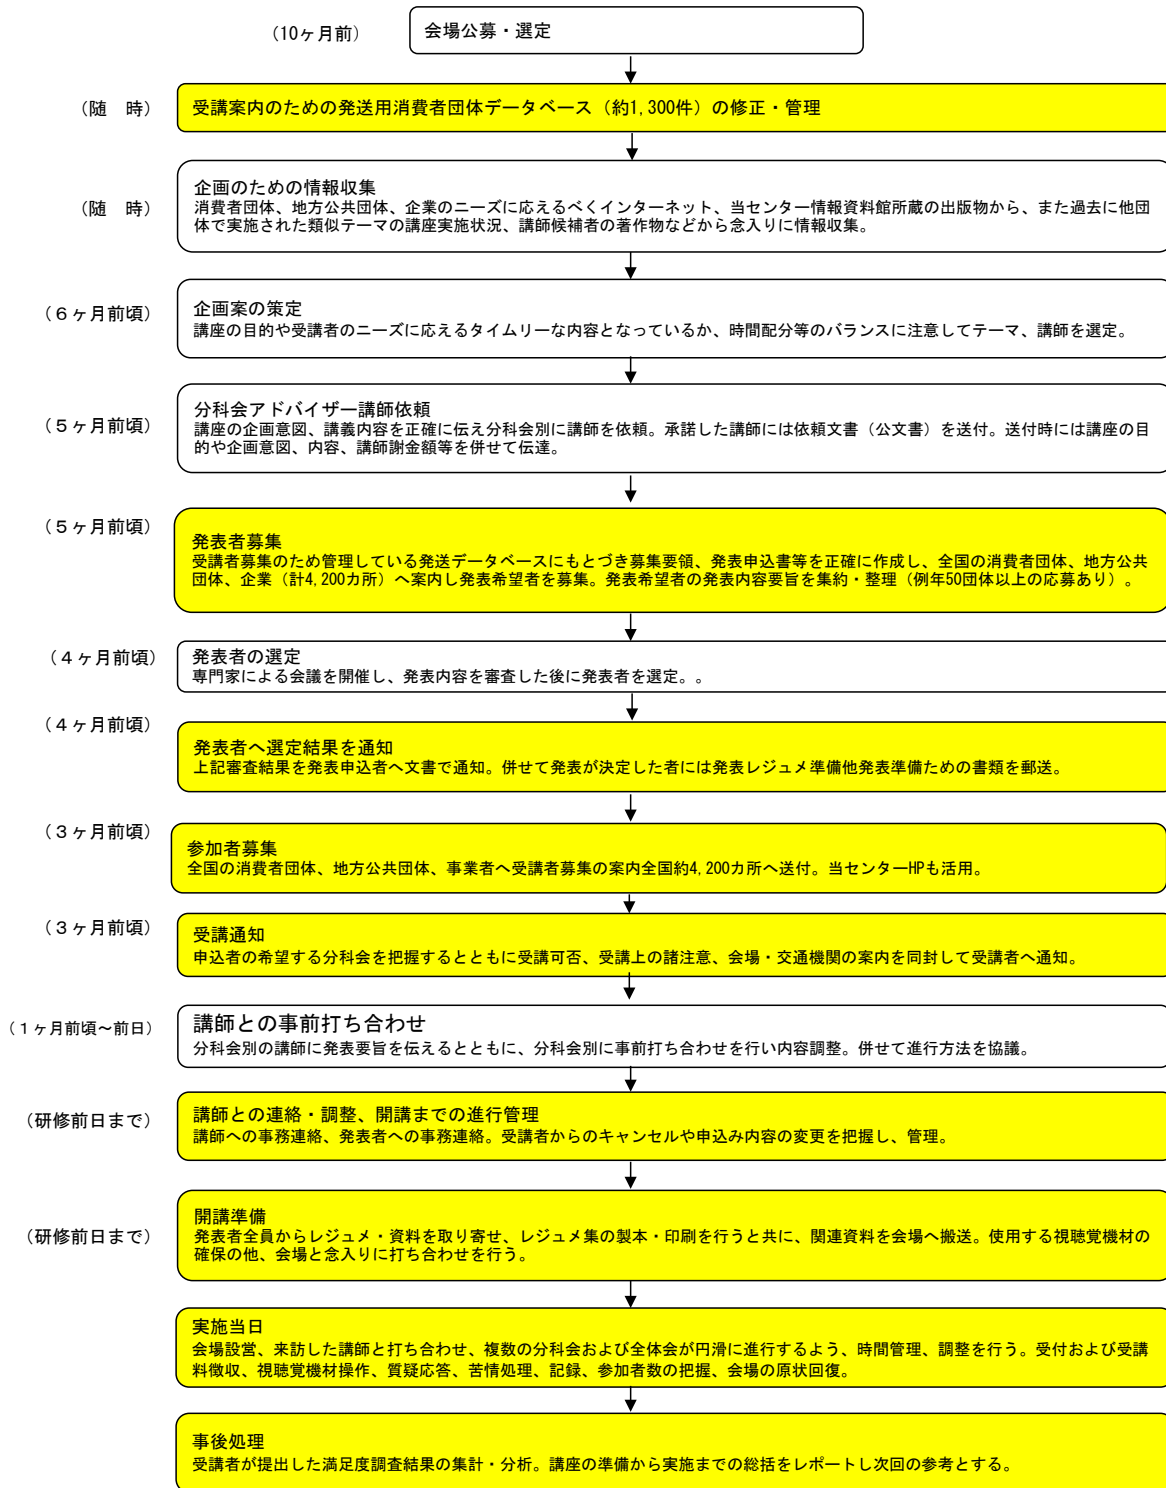 (10ヶ月前)
会場公募・選定
(随　時)
受講案内のための発送用消費者団体データベース（約1,300件）の修正・管理
(随　時)
企画のための情報収集
消費者団体、地方公共団体、企業のニーズに応えるべくインターネット、当センター情報資料館所蔵の出版物から、また過去に他団
体で実施された類似テーマの講座実施状況、講師候補者の著作物などから念入りに情報収集。
(６ヶ月前頃)
企画案の策定
講座の目的や受講者のニーズに応えるタイムリーな内容となっているか、時間配分等のバランスに注意してテーマ、講師を選定。
(５ヶ月前頃)
分科会アドバイザー講師依頼
講座の企画意図、講義内容を正確に伝え分科会別に講師を依頼。承諾した講師には依頼文書（公文書）を送付。送付時には講座の目
的や企画意図、内容、講師謝金額等を併せて伝達。
(５ヶ月前頃)
発表者募集
受講者募集のため管理している発送データベースにもとづき募集要領、発表申込書等を正確に作成し、全国の消費者団体、地方公共
団体、企業（計4,200カ所）へ案内し発表希望者を募集。発表希望者の発表内容要旨を集約・整理（例年50団体以上の応募あり）。
(４ヶ月前頃)
発表者の選定
専門家による会議を開催し、発表内容を審査した後に発表者を選定。。
(４ヶ月前頃)
発表者へ選定結果を通知
上記審査結果を発表申込者へ文書で通知。併せて発表が決定した者には発表レジュメ準備他発表準備ための書類を郵送。
(３ヶ月前頃)
参加者募集
全国の消費者団体、地方公共団体、事業者へ受講者募集の案内全国約4,200カ所へ送付。当センターHPも活用。
(３ヶ月前頃)
受講通知
申込者の希望する分科会を把握するとともに受講可否、受講上の諸注意、会場・交通機関の案内を同封して受講者へ通知。
(１ヶ月前頃～前日)
講師との事前打ち合わせ
分科会別の講師に発表要旨を伝えるとともに、分科会別に事前打ち合わせを行い内容調整。併せて進行方法を協議。
(研修前日まで)
講師との連絡・調整、開講までの進行管理
講師への事務連絡、発表者への事務連絡。受講者からのキャンセルや申込み内容の変更を把握し、管理。
(研修前日まで)
開講準備
発表者全員からレジュメ・資料を取り寄せ、レジュメ集の製本・印刷を行うと共に、関連資料を会場へ搬送。使用する視聴覚機材の
確保の他、会場と念入りに打ち合わせを行う。
実施当日
会場設営、来訪した講師と打ち合わせ、複数の分科会および全体会が円滑に進行するよう、時間管理、調整を行う。受付および受講
料徴収、視聴覚機材操作、質疑応答、苦情処理、記録、参加者数の把握、会場の原状回復。
事後処理
受講者が提出した満足度調査結果の集計・分析。講座の準備から実施までの総括をレポートし次回の参考とする。